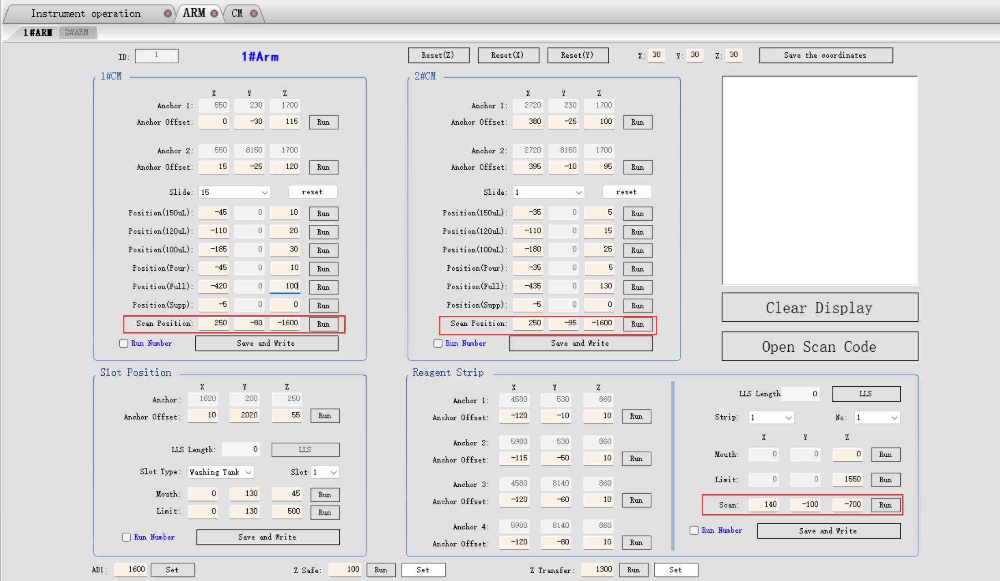 Instrument operation ARM CM
1#ARM 2#ARM
ID: 1 1#Arm Reset(Z) Reset(X) Reset(Y) X: 30 Y: 30 Z: 30 Save the coordinates
1#CM
X Y Z
Anchor 1: 550 230 1700
Anchor Offset: 0 -30 115 Run
Anchor 2: 550 8150 1700
Anchor Offset: 15 -25 120 Run
Slide: 15 reset
Position(150uL): -45 0 10 Run
Position(120uL): -110 0 20 Run
Position(100uL): -185 0 30 Run
Position(Pour): -45 0 10 Run
Position(Full): -420 0 100 Run
Position(Supp): -5 0 0 Run
Scan Position: 250 -80 -1600 Run
Run Number Save and Write
2#CM
X Y Z
Anchor 1: 2720 230 1700
Anchor Offset: 380 -25 100 Run
Anchor 2: 2720 8150 1700
Anchor Offset: 395 -10 95 Run
Slide: 1 reset
Position(150uL): -35 0 5 Run
Position(120uL): -110 0 15 Run
Position(100uL): -180 0 25 Run
Position(Pour): -35 0 5 Run
Position(Full): -435 0 130 Run
Position(Supp): -5 0 0 Run
Scan Position: 250 -95 -1600 Run
Run Number Save and Write
Clear Display
Open Scan Code
Slot Position
X Y Z
Anchor: 1620 200 250
Anchor Offset: 10 2020 55 Run
LLS Length: 0 LLS
Slot Type: Washing Tank Slot 1
Mouth: 0 130 45 Run
Limit: 0 130 500 Run
Run Number Save and Write
Reagent Strip
X Y Z
Anchor 1: 4580 530 860
Anchor Offset: -120 -10 10 Run
Anchor 2: 5980 530 860
Anchor Offset: -115 -50 10 Run
Anchor 3: 4580 8140 860
Anchor Offset: -120 -60 10 Run
Anchor 4: 5980 8140 860
Anchor Offset: -120 -80 10 Run
LLS Length 0 LLS
Strip: 1 No: 1
X Y Z
Mouth: 0 0 0 Run
Limit: 0 0 1550 Run
Scan: 140 -100 -700 Run
Run Number Save and Write
AD1: 1600 Set Z Safe: 100 Run Set Z Transfer: 1300 Run Set